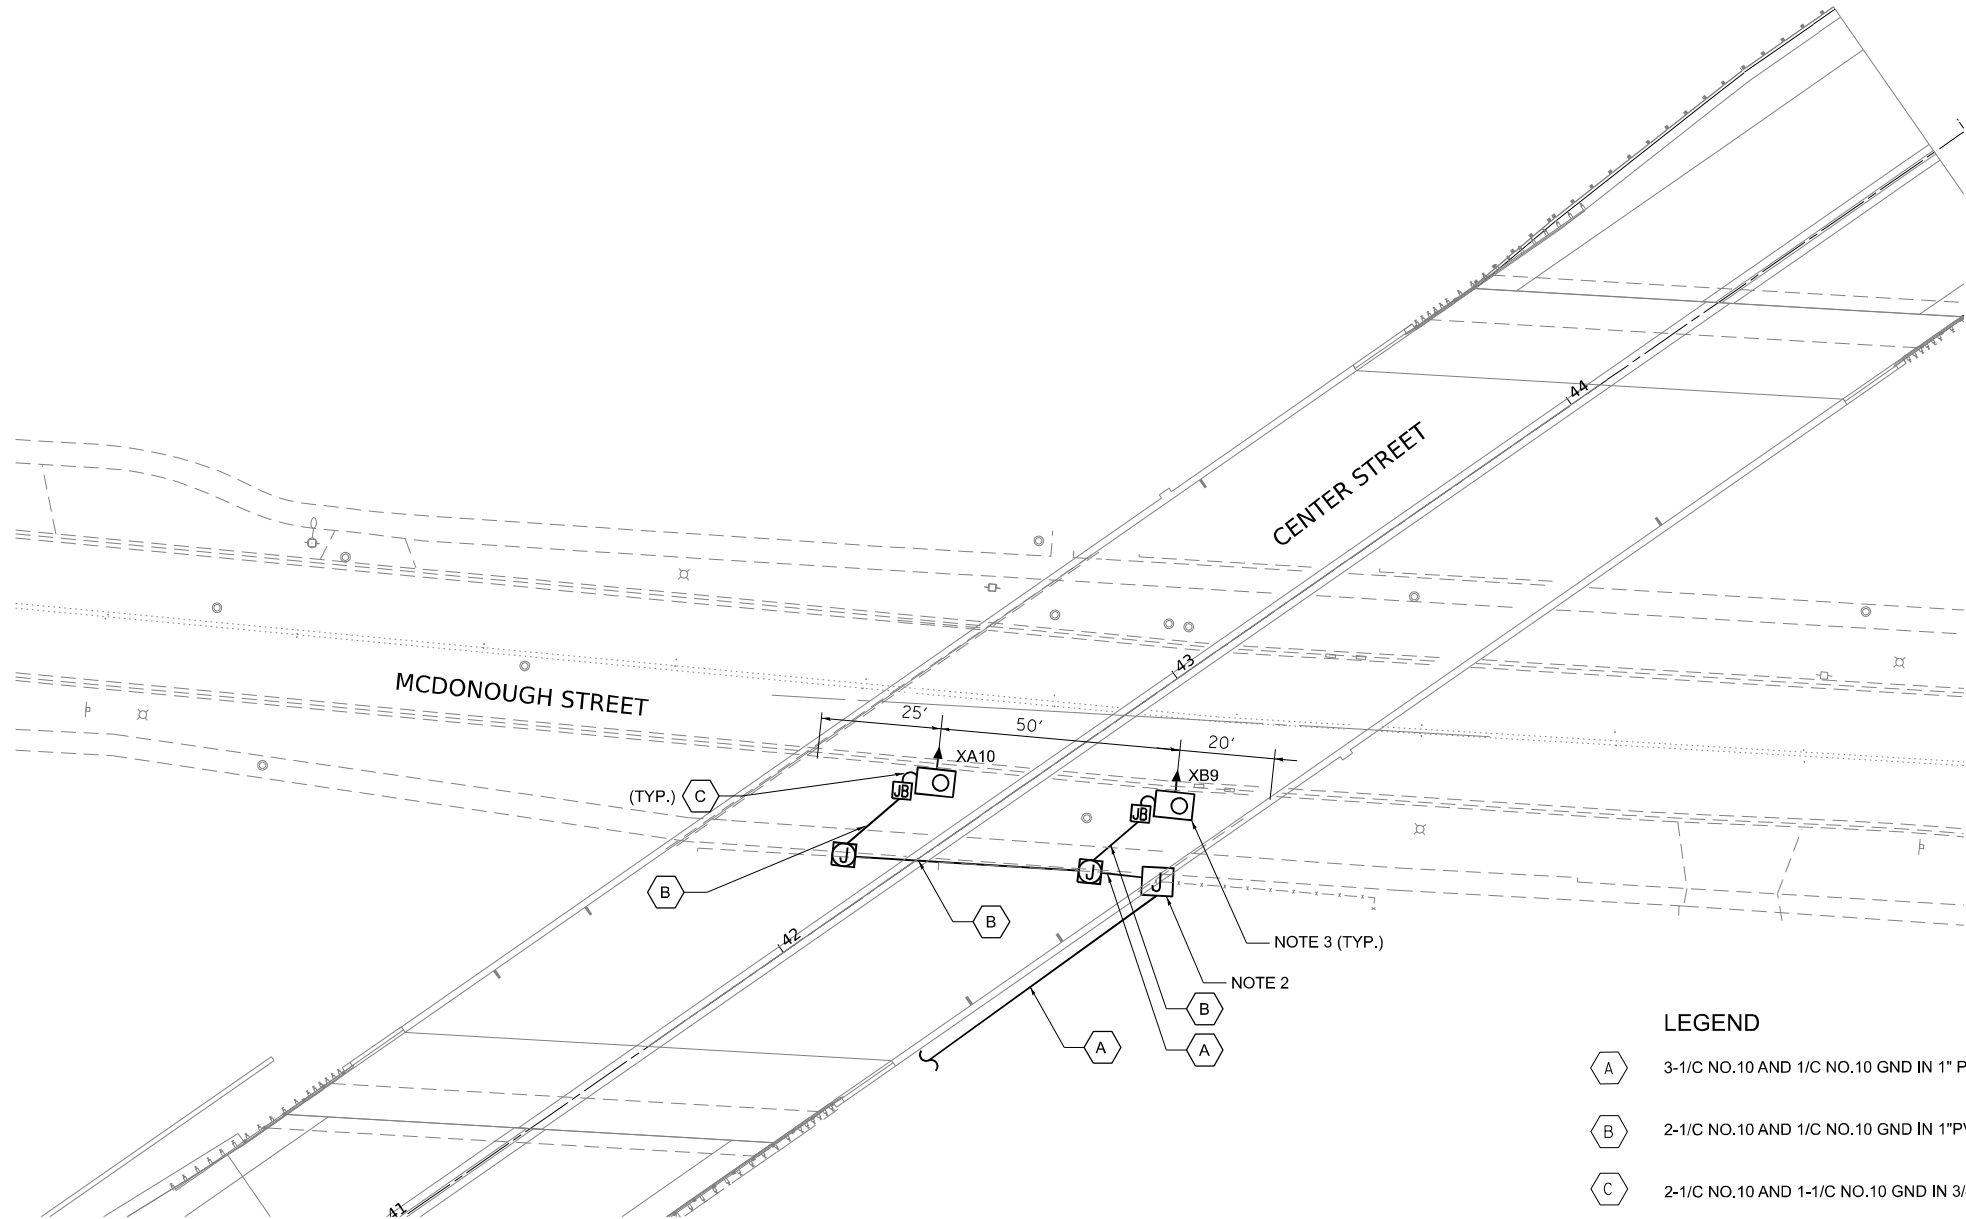 44
CENTER STREET
43
MCDONOUGH STREET
25'
50'
20'
XA10
XB9
(TYP.) C
JB
JB
J
J
J
B
B
42
NOTE 3 (TYP.)
NOTE 2
B
A
A
41
LEGEND
A 3-1/C NO.10 AND 1/C NO.10 GND IN 1" P
B 2-1/C NO.10 AND 1/C NO.10 GND IN 1"PV
C 2-1/C NO.10 AND 1-1/C NO.10 GND IN 3/